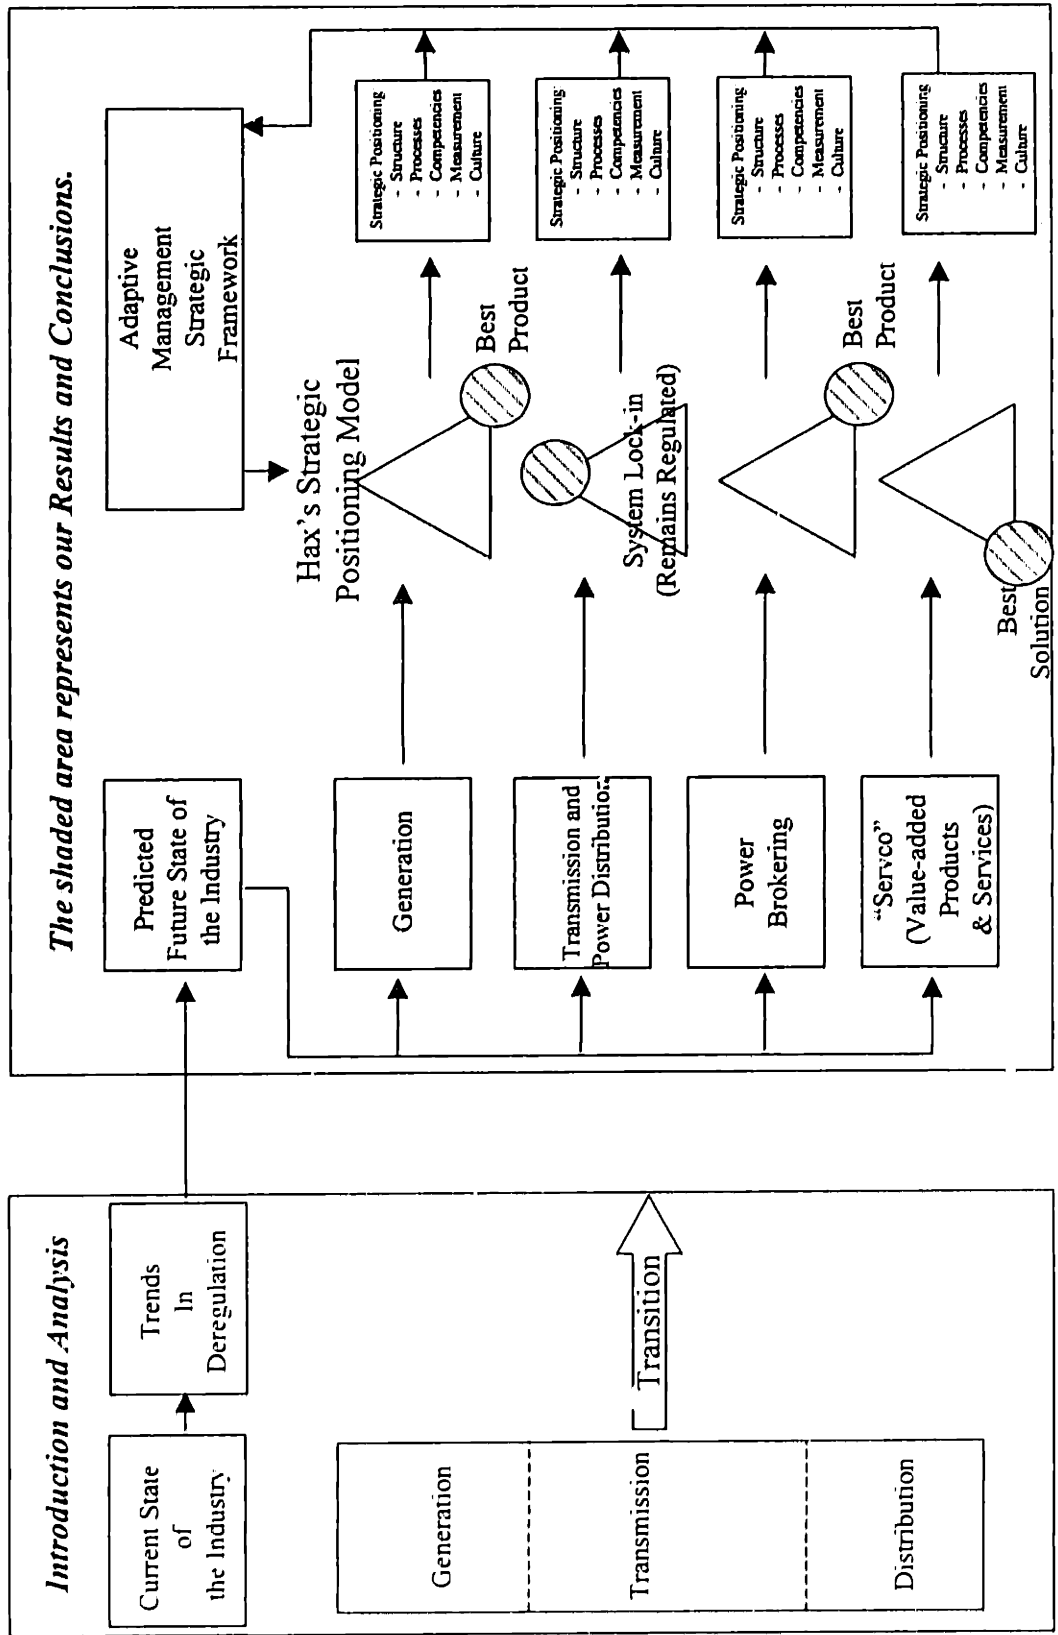 Introduction and Analysis
Current State
of
the Industry
Trends
In
Deregulation
Generation
Transmission
Distribution
Transition
The shaded area represents our Results and Conclusions.
Predicted
Future State of
the Industry
Adaptive
Management
Strategic
Framework
Hax's Strategic
Positioning Model
Generation
Best
Product
Strategic Positioning
- Structure
- Processes
- Competencies
- Measurement
- Culture
Transmission and
Power Distribution
System Lock-in
(Remains Regulated)
Strategic Positioning
- Structure
- Processes
- Competencies
- Measurement
- Culture
Power
Brokering
Best
Product
Strategic Positioning
- Structure
- Processes
- Competencies
- Measurement
- Culture
"Servco"
(Value-added
Products
& Services)
Best
Solution
Strategic Positioning
- Structure
- Processes
- Competencies
- Measurement
- Culture